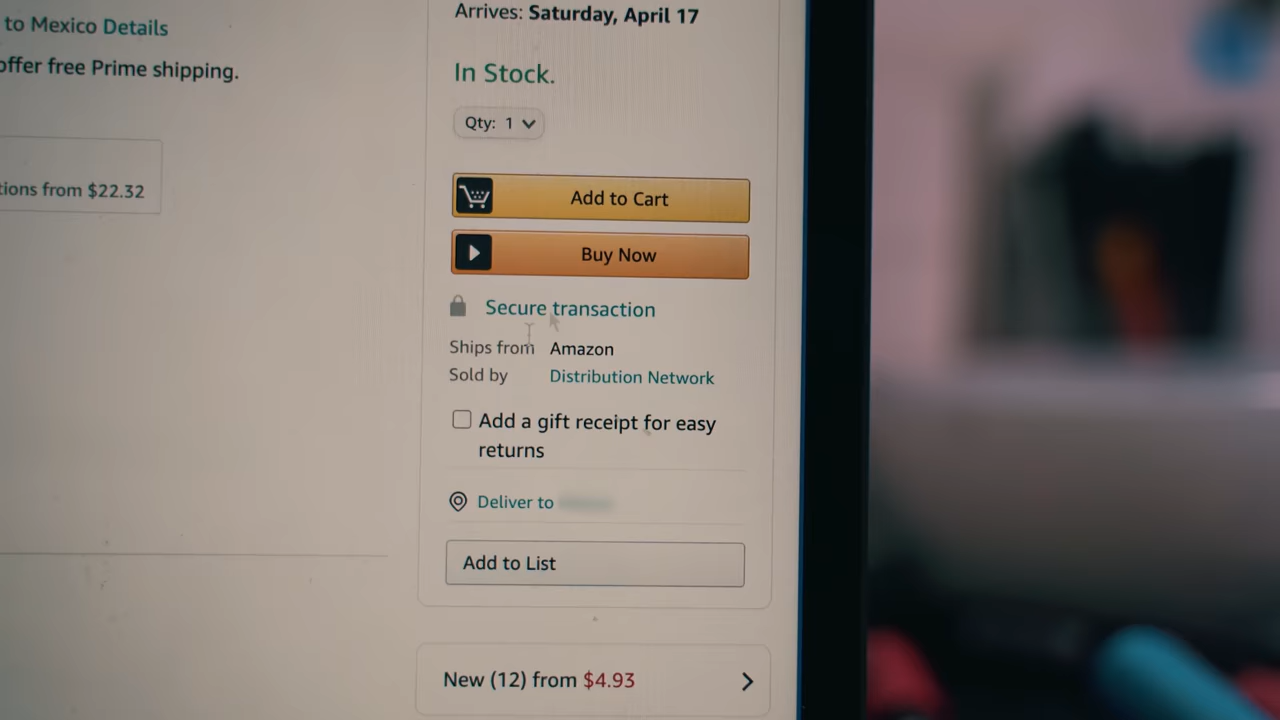 to Mexico Details
offer free Prime shipping.
tions from $22.32
Arrives: Saturday, April 17
In Stock.
Qty: 1
Add to Cart
Buy Now
Secure transaction
Ships from Amazon
Sold by Distribution Network
Add a gift receipt for easy
returns
Deliver to
Add to List
New (12) from $4.93